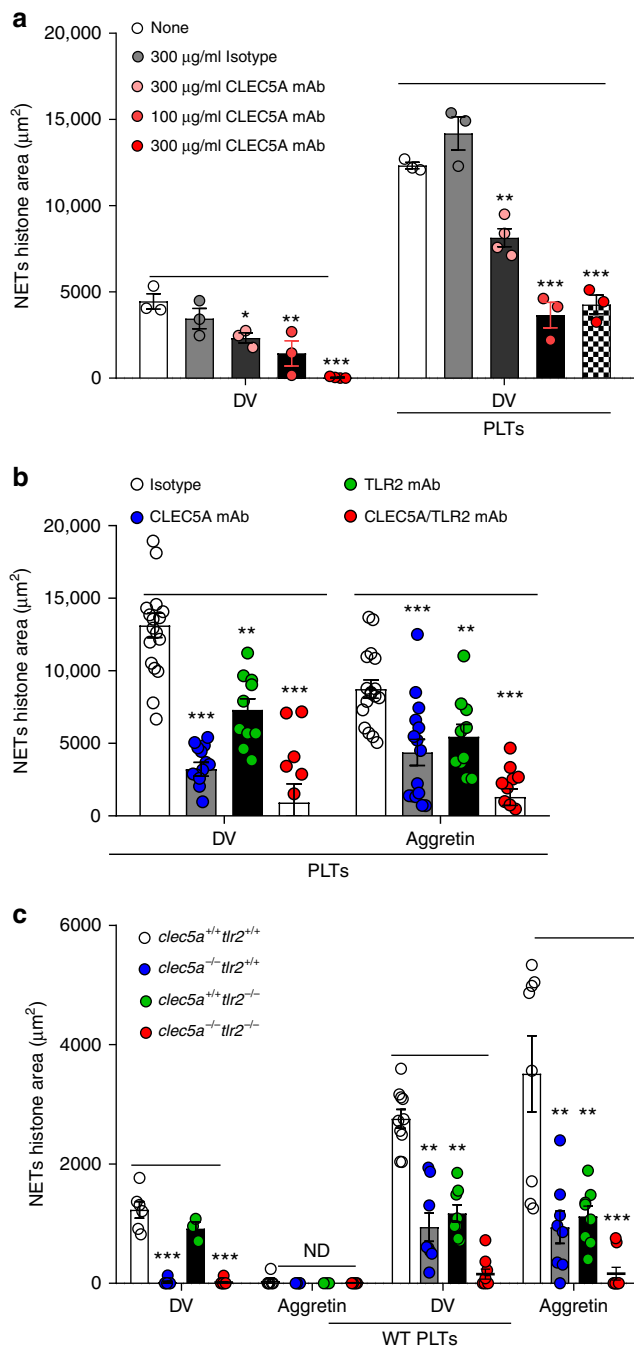 a
NETs histone area (μm²)
20,000
15,000
10,000
5000
0
None
300 μg/ml Isotype
300 μg/ml CLEC5A mAb
100 μg/ml CLEC5A mAb
300 μg/ml CLEC5A mAb
*
**
***
**
***
***
DV
DV
PLTs
b
NETs histone area (μm²)
20,000
15,000
10,000
5000
0
Isotype
TLR2 mAb
CLEC5A mAb
CLEC5A/TLR2 mAb
***
**
***
***
**
***
DV
Aggretin
PLTs
c
NETs histone area (μm²)
6000
4000
2000
0
clec5a+/+tlr2+/+
clec5a−/−tlr2+/+
clec5a+/+tlr2−/−
clec5a−/−tlr2−/−
***
***
ND
**
**
**
**
***
DV
Aggretin
DV
Aggretin
WT PLTs